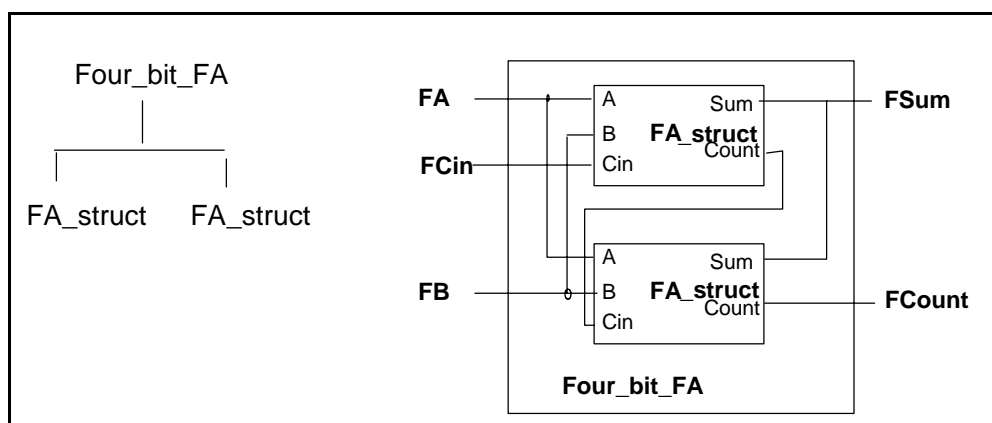 Four_bit_FA
FA_struct FA_struct
FA
FCin
FB
A
B
Cin
Sum
FA_struct
Count
A
B
Cin
Sum
FA_struct
Count
FSum
FCount
Four_bit_FA